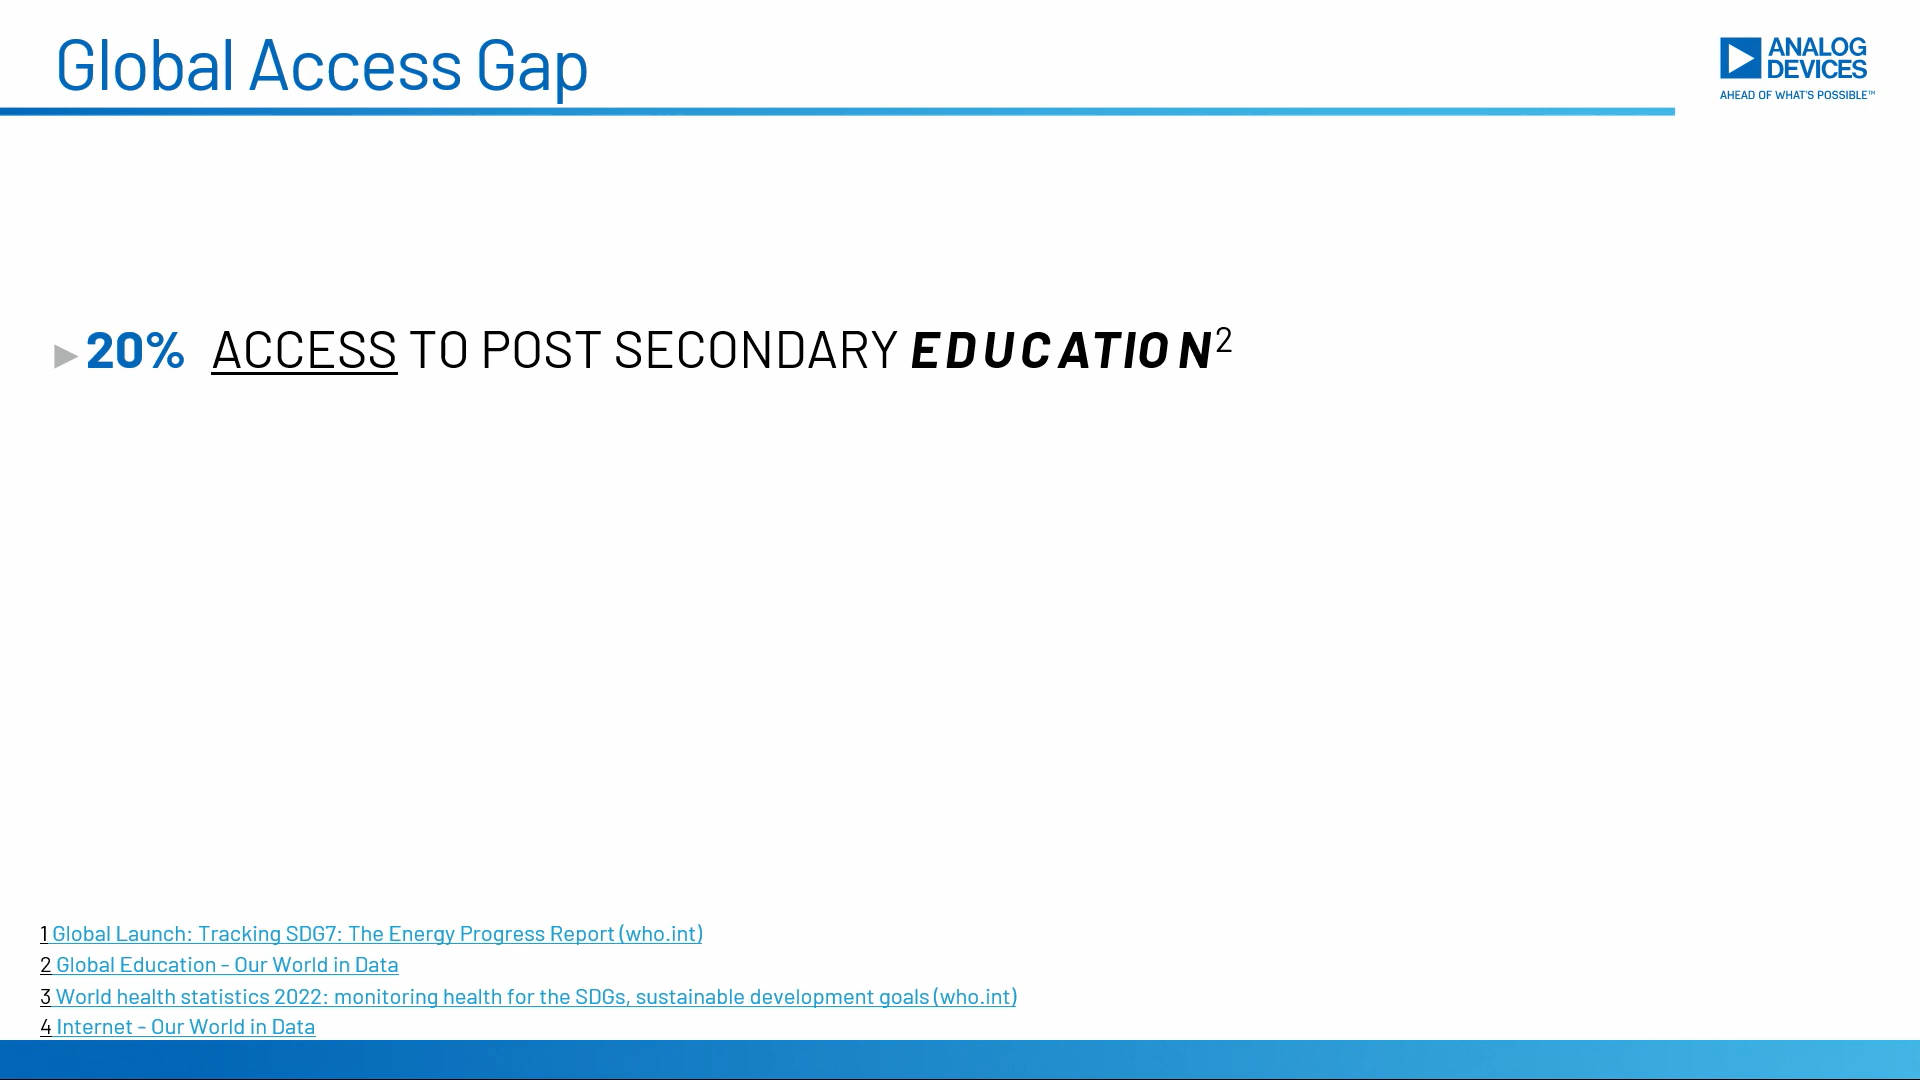 Global Access Gap
ANALOG
DEVICES
AHEAD OF WHAT'S POSSIBLE™
▶20% ACCESS TO POST SECONDARY EDUCATION²
1 Global Launch: Tracking SDG7: The Energy Progress Report (who.int)
2 Global Education - Our World in Data
3 World health statistics 2022: monitoring health for the SDGs, sustainable development goals (who.int)
4 Internet - Our World in Data